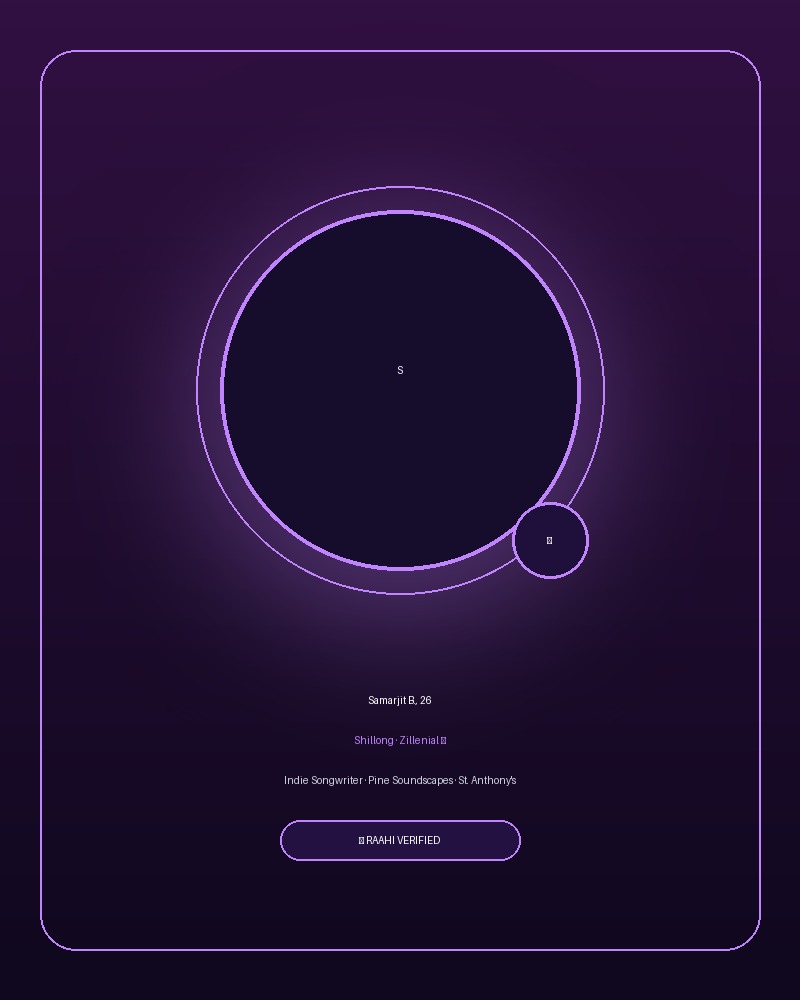 S
Samarjit B., 26
Shillong · Zillenial
Indie Songwriter · Pine Soundscapes · St. Anthony's
RAAHI VERIFIED